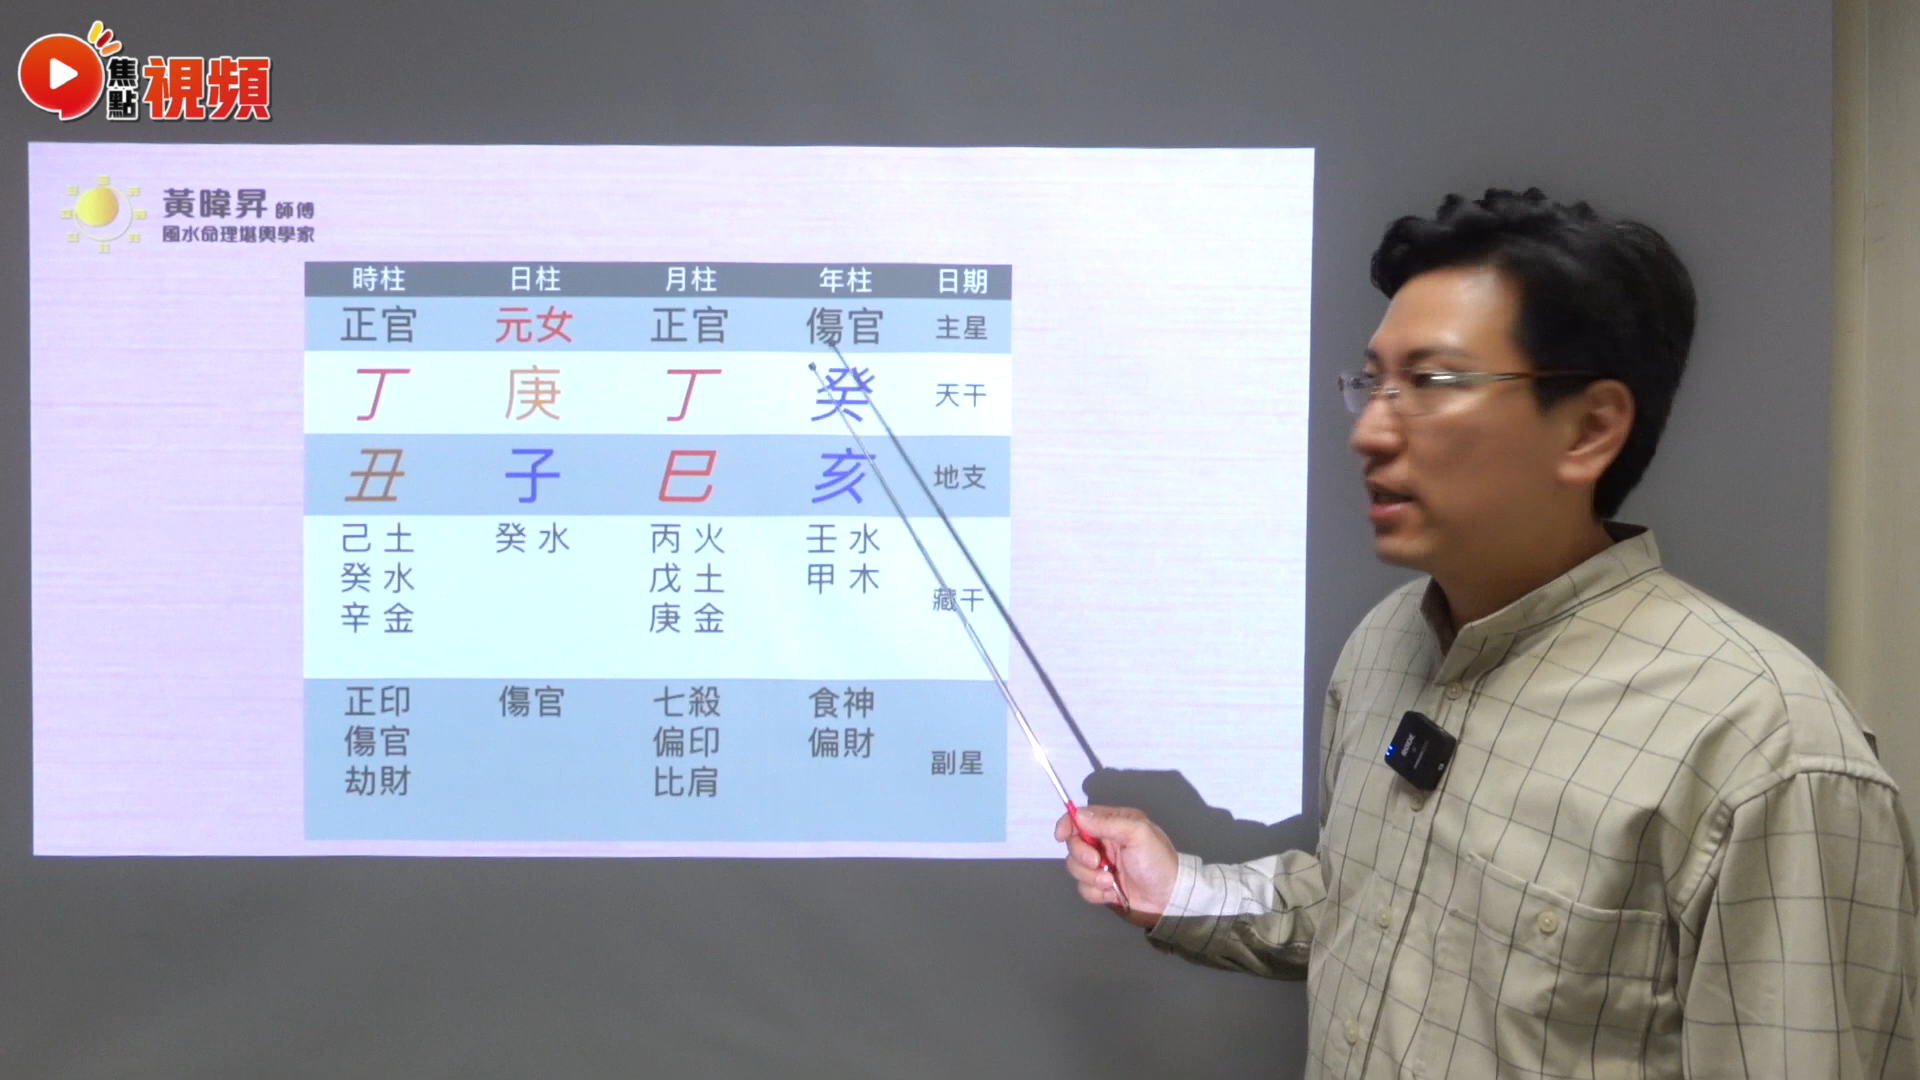 焦點視頻
黃暐昇 師傅
風水命理堪輿學家
時柱 日柱 月柱 年柱 日期
正官 元女 正官 傷官 主星
丁 庚 丁 癸 天干
丑 子 巳 亥 地支
己土 癸水 丙火 壬水 藏干
癸水 戊土 甲木
辛金 庚金
正印 傷官 七殺 食神 副星
傷官 偏印 偏財
劫財 比肩